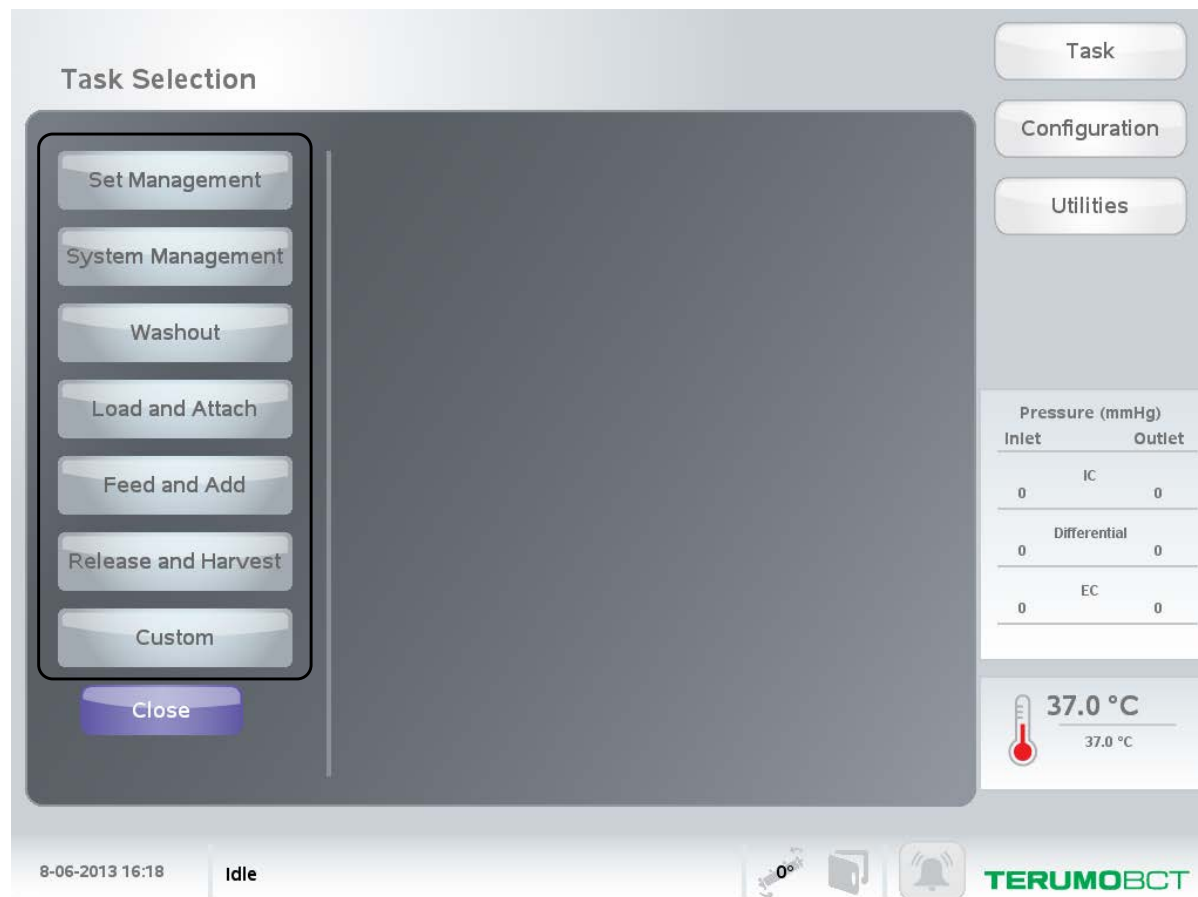 Task Selection
Set Management
System Management
Washout
Load and Attach
Feed and Add
Release and Harvest
Custom
Close
Task
Configuration
Utilities
Pressure (mmHg)
Inlet Outlet
IC
0 0
Differential
0 0
EC
0 0
37.0 °C
37.0 °C
8-06-2013 16:18 Idle 0° TERUMOBCT